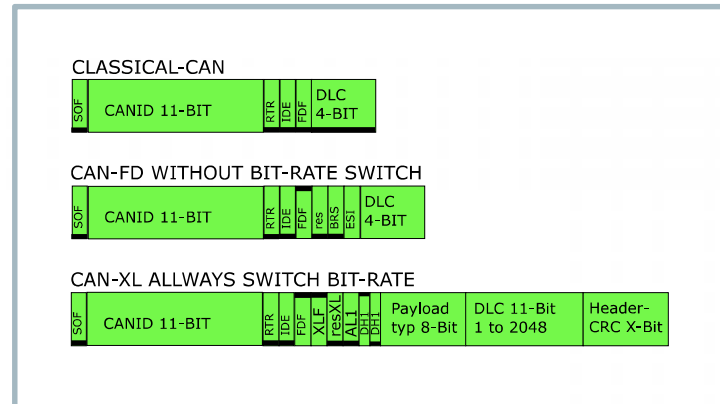 CLASSICAL-CAN
SOF
CANID 11-BIT
RTR
IDE
FDF
DLC
4-BIT
CAN-FD WITHOUT BIT-RATE SWITCH
SOF
CANID 11-BIT
RTR
IDE
FDF
res
BRS
ESI
DLC
4-BIT
CAN-XL ALLWAYS SWITCH BIT-RATE
SOF
CANID 11-BIT
RTR
IDE
FDF
XLF
resXL
AL1
DH1
DH1
Payload
typ 8-Bit
DLC 11-Bit
1 to 2048
Header-
CRC X-Bit